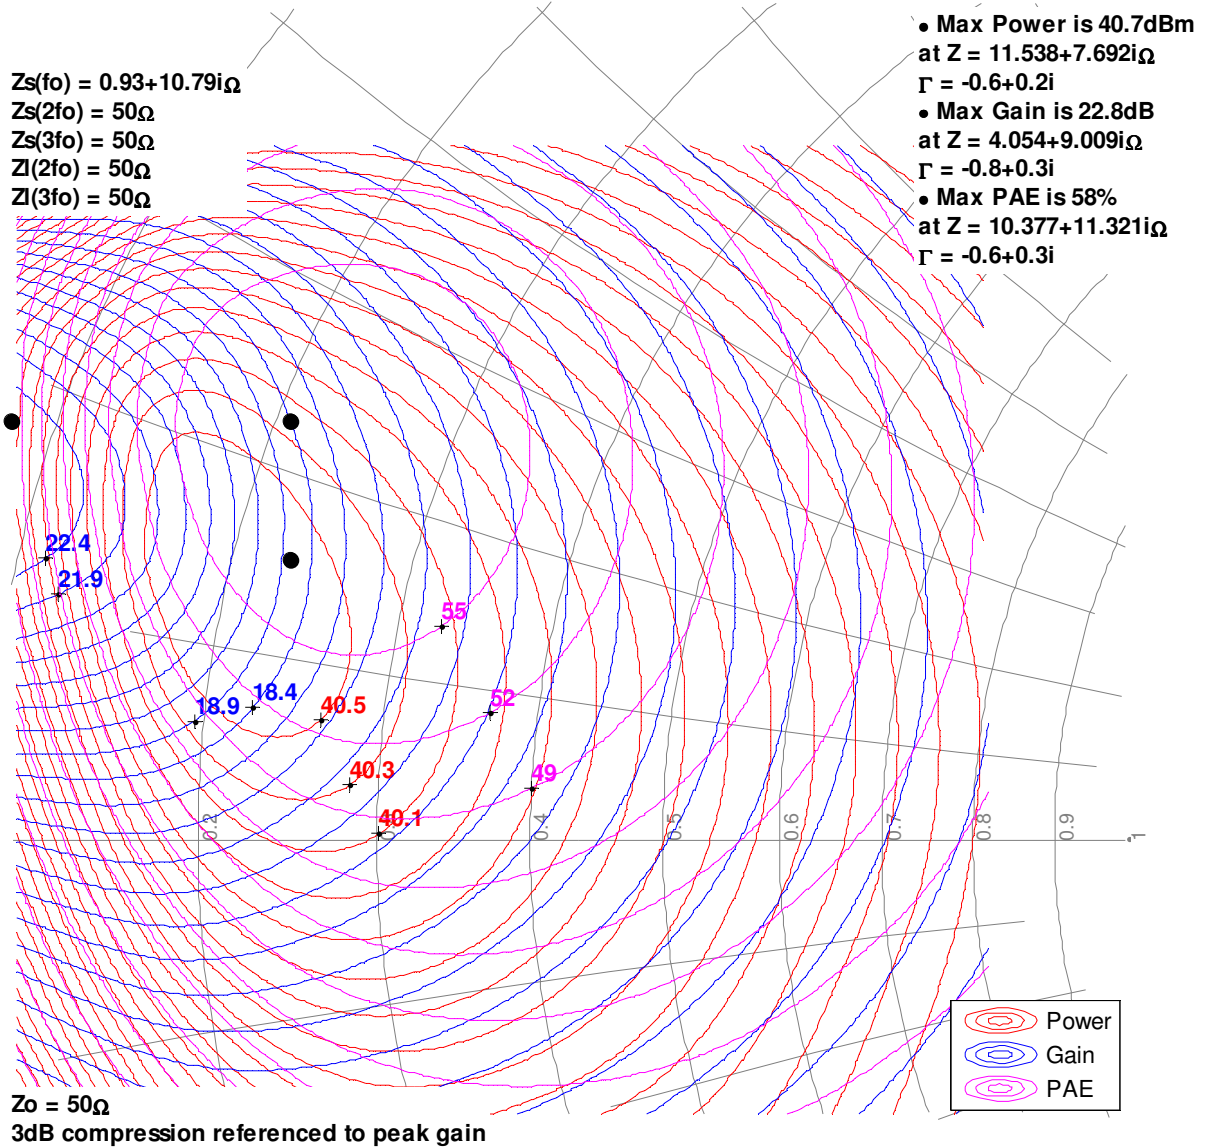 • Max Power is 40.7dBm
at Z = 11.538+7.692iΩ
Γ = -0.6+0.2i
• Max Gain is 22.8dB
at Z = 4.054+9.009iΩ
Γ = -0.8+0.3i
• Max PAE is 58%
at Z = 10.377+11.321iΩ
Γ = -0.6+0.3i
Zs(fo) = 0.93+10.79iΩ
Zs(2fo) = 50Ω
Zs(3fo) = 50Ω
Zl(2fo) = 50Ω
Zl(3fo) = 50Ω
22.4
21.9
55
18.9
18.4
40.5
52
40.3
49
40.1
0.2
0.4
0.5
0.6
0.7
0.8
0.9
1
Power
Gain
PAE
Zo = 50Ω
3dB compression referenced to peak gain